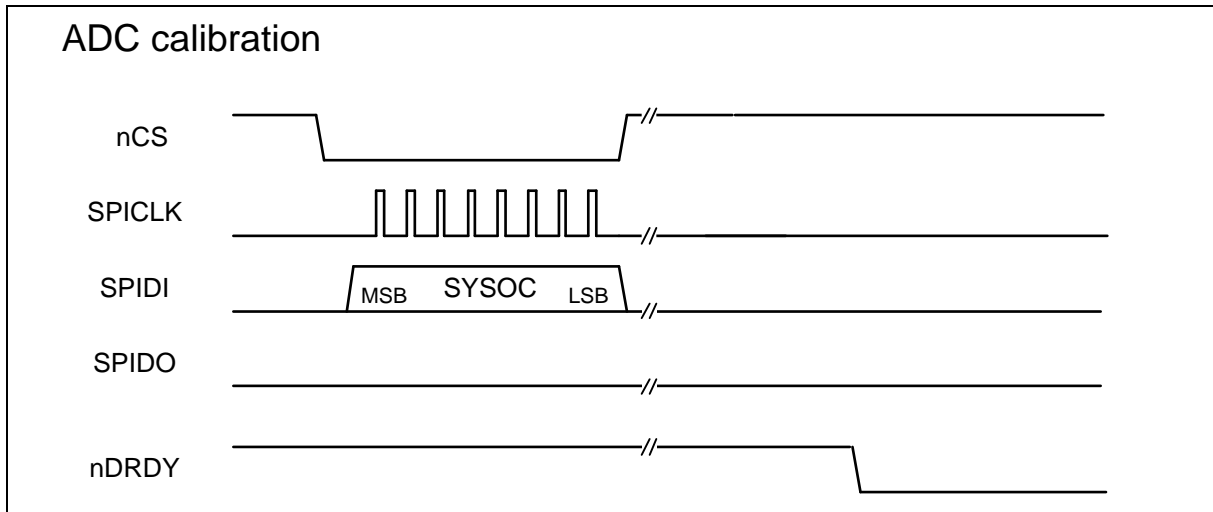 ADC calibration
nCS
SPICLK
SPIDI
MSB SYSOC LSB
SPIDO
nDRDY